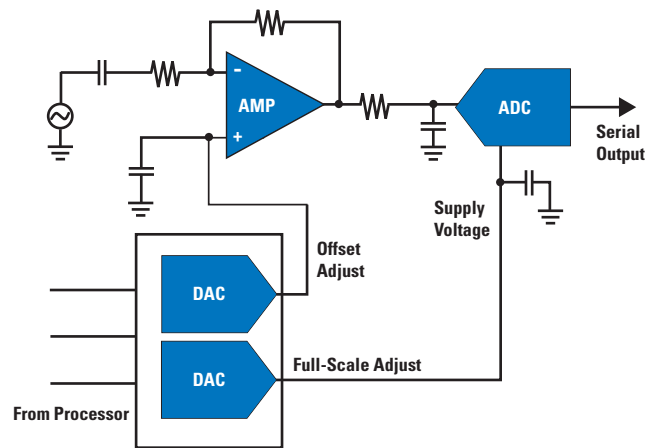 -
AMP
+
ADC
Serial
Output
Supply
Voltage
Offset
Adjust
DAC
DAC
Full-Scale Adjust
From Processor